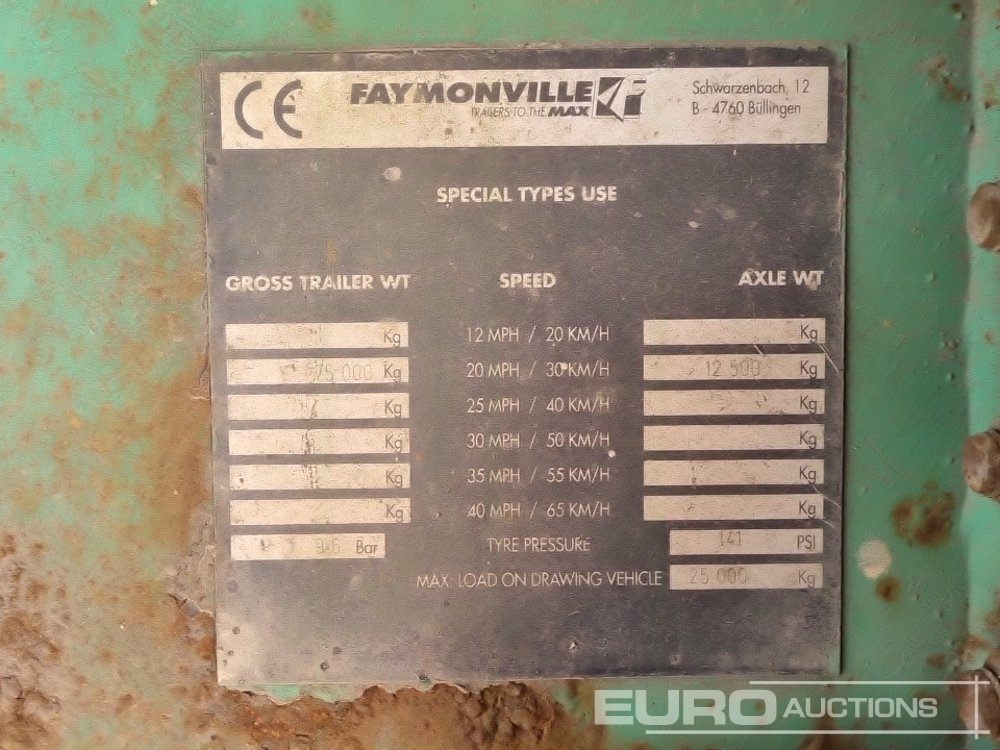 CE FAYMONVILLE Schwarzenbach, 12
TRAILERS TO THE MAX B - 4760 Büllingen
SPECIAL TYPES USE
GROSS TRAILER WT SPEED AXLE WT
Kg 12 MPH / 20 KM/H Kg
75 000 Kg 20 MPH / 30 KM/H 12 500 Kg
Kg 25 MPH / 40 KM/H Kg
Kg 30 MPH / 50 KM/H Kg
Kg 35 MPH / 55 KM/H Kg
Kg 40 MPH / 65 KM/H Kg
9.6 Bar TYRE PRESSURE 141 PSI
MAX. LOAD ON DRAWING VEHICLE 25 000 Kg
EURO AUCTIONS